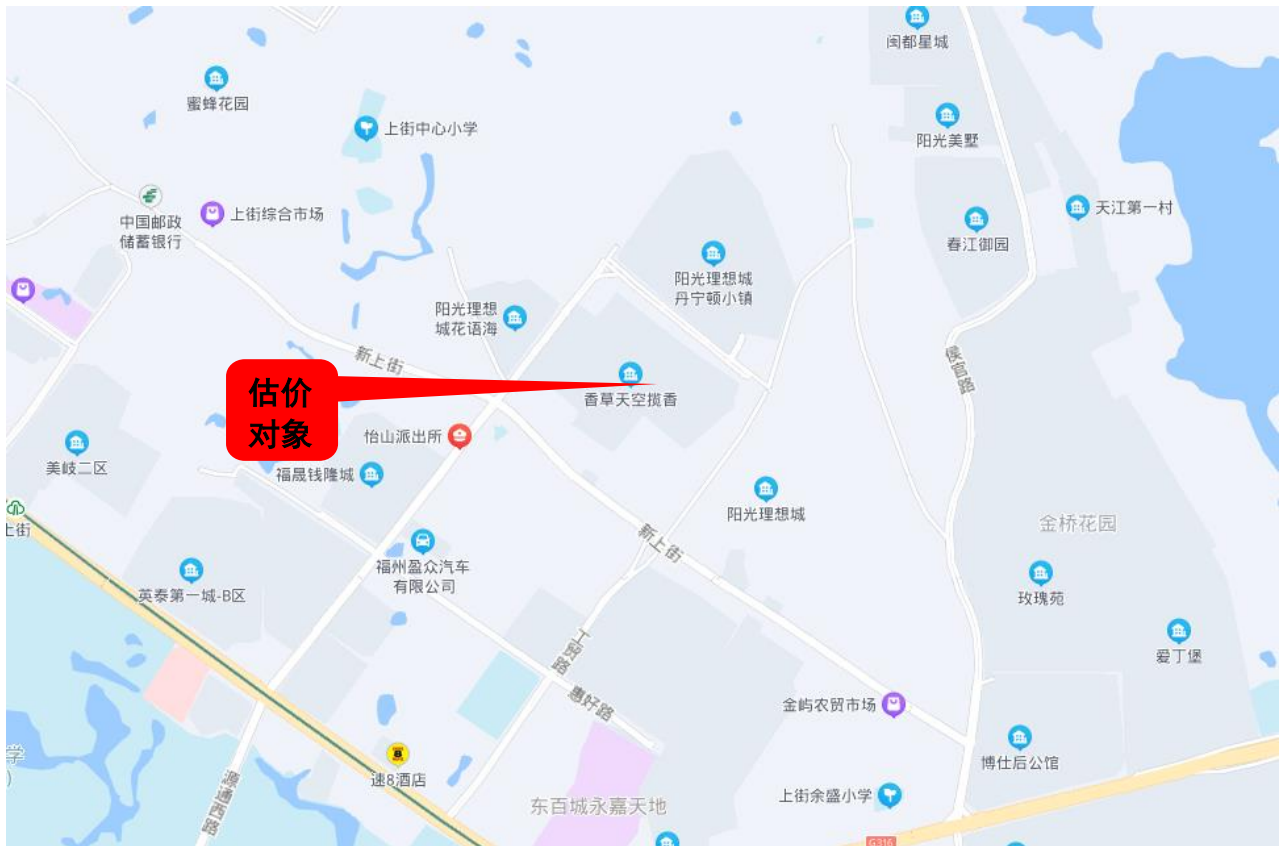 闽都星城
蜜蜂花园
上街中心小学
阳光美墅
中国邮政
储蓄银行
上街综合市场
天江第一村
春江御园
阳光理想城
丹宁顿小镇
阳光理想
城花语海
新上街
侯官路
估价
对象
香草天空揽香
怡山派出所
美岐二区
福晟钱隆城
阳光理想城
上街
金桥花园
新上街
福州盈众汽车
有限公司
英泰第一城-B区
玫瑰苑
工贸路
爱丁堡
惠好路
金屿农贸市场
学
)
博仕后公馆
速8酒店
源通西路
东百城永嘉天地
上街余盛小学
G316